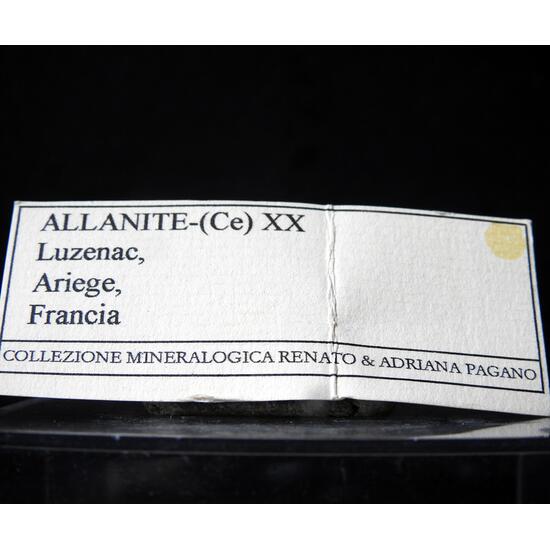 ALLANITE-(Ce) XX
Luzenac,
Ariege,
Francia
COLLEZIONE MINERALOGICA RENATO & ADRIANA PAGANO